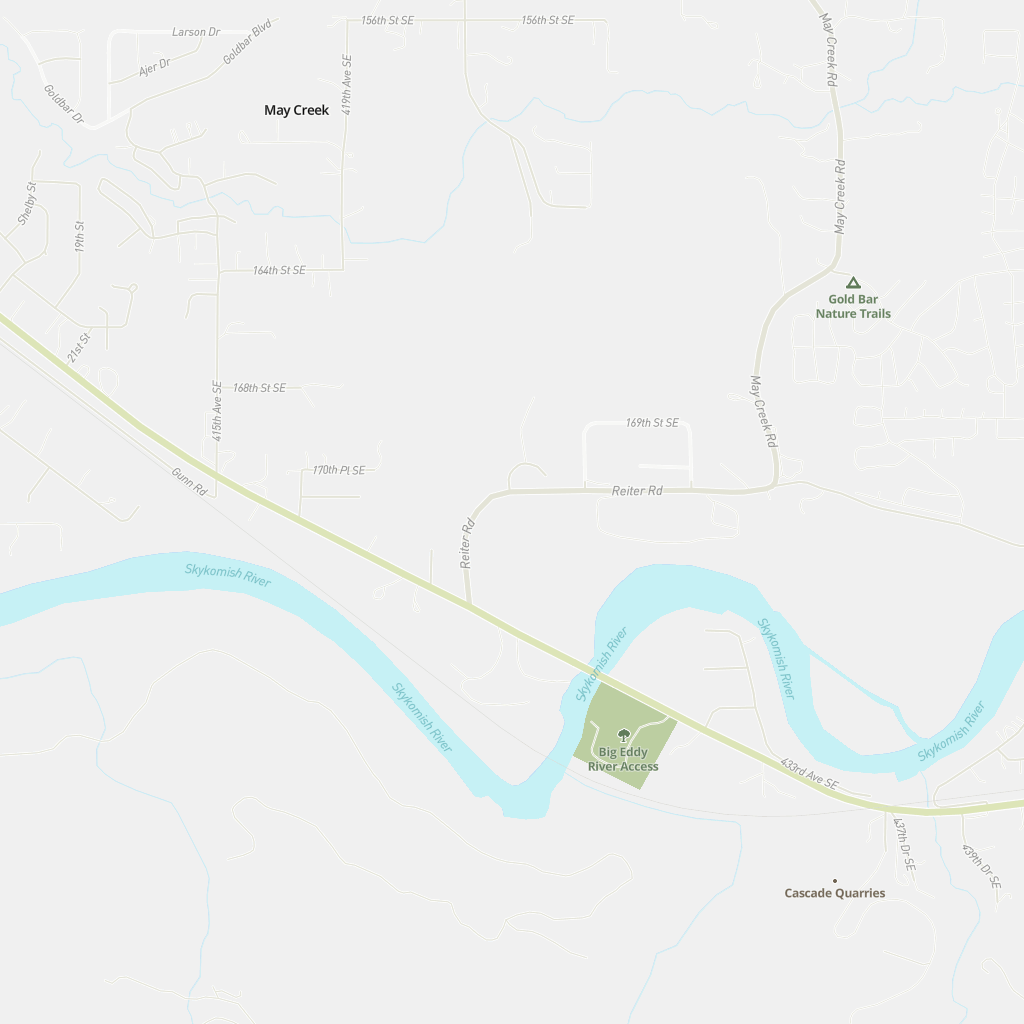 156th St SE
156th St SE
May Creek Rd
Larson Dr
Goldbar Blvd
Ajer Dr
419th Ave SE
Goldbar Dr
May Creek
May Creek Rd
Shelby St
19th St
164th St SE
Gold Bar
Nature Trails
21st St
168th St SE
415th Ave SE
May Creek Rd
169th St SE
170th Pl SE
Gunn Rd
Reiter Rd
Reiter Rd
Skykomish River
Skykomish River
Skykomish River
Skykomish River
Skykomish River
Big Eddy
River Access
433rd Ave SE
437th Dr SE
439th Dr SE
Cascade Quarries